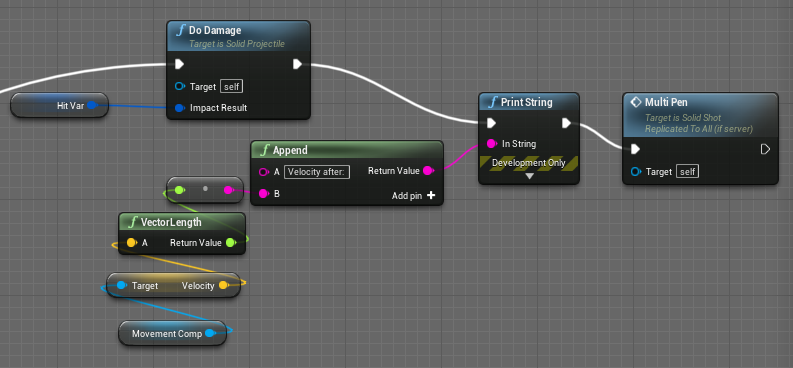 Do Damage
Target is Solid Projectile
Target self
Impact Result
Hit Var
Print String
In String
Development Only
Multi Pen
Target is Solid Shot
Replicated To All (if server)
Target self
Append
A Velocity after: Return Value
B Add pin
VectorLength
A Return Value
Target Velocity
Movement Comp